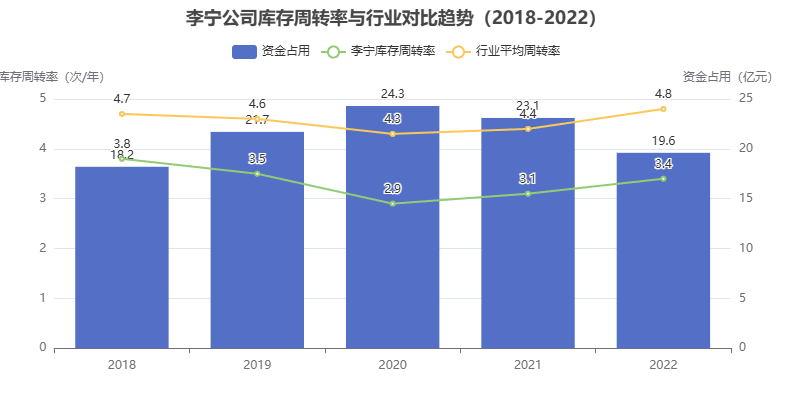 李宁公司库存周转率与行业对比趋势（2018-2022）
资金占用 李宁库存周转率 行业平均周转率
库存周转率（次/年） 资金占用（亿元）
5 4.7 4.6 24.3 23.1 4.8 25
3.8 21.7 4.3 4.4 19.6
4 18.2 3.5 2.9 3.1 3.4 20
3 15
2 10
1 5
0 0
2018 2019 2020 2021 2022